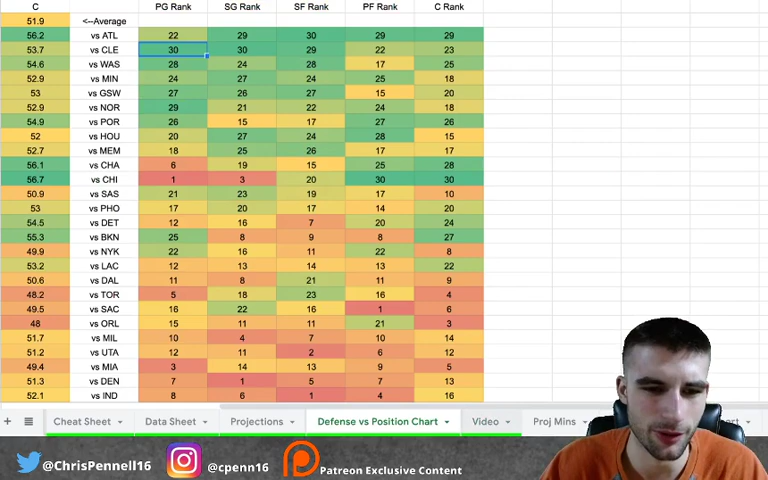 C PG Rank SG Rank SF Rank PF Rank C Rank
51.9 <--Average
56.2 vs ATL 22 29 30 29 29
53.7 vs CLE 30 30 29 22 23
54.6 vs WAS 28 24 28 17 25
52.9 vs MIN 24 27 24 25 18
53 vs GSW 27 26 27 15 20
52.9 vs NOR 29 21 22 24 18
54.9 vs POR 26 15 17 27 26
52 vs HOU 20 27 24 28 15
52.7 vs MEM 18 25 26 17 17
56.1 vs CHA 6 19 15 25 28
56.7 vs CHI 1 3 20 30 30
50.9 vs SAS 21 23 19 17 10
53 vs PHO 17 20 17 14 20
54.5 vs DET 12 16 7 20 24
55.3 vs BKN 25 8 9 8 27
49.9 vs NYK 22 16 11 22 8
53.2 vs LAC 12 13 14 13 22
50.6 vs DAL 11 8 21 11 9
48.2 vs TOR 5 18 23 16 4
49.5 vs SAC 16 22 16 1 6
48 vs ORL 15 11 11 21 3
51.7 vs MIL 10 4 7 10 14
51.2 vs UTA 12 11 2 6 12
49.4 vs MIA 3 14 13 9 5
51.3 vs DEN 7 1 5 7 13
52.1 vs IND 8 6 1 4 16
Cheat Sheet Data Sheet Projections Defense vs Position Chart Video Proj Mins
@ChrisPennell16 @cpenn16 Patreon Exclusive Content